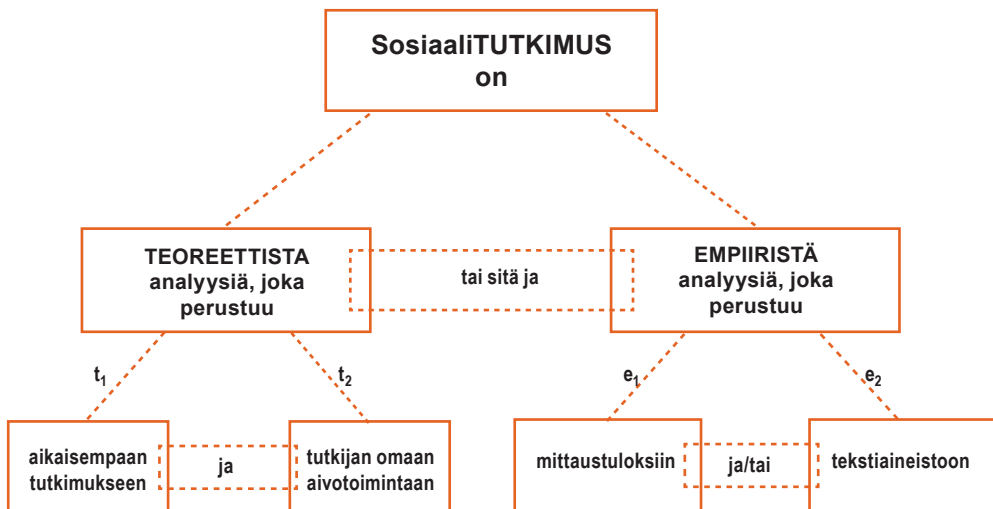 SosiaaliTUTKIMUS
on
TEOREETTISTA
analyysiä, joka
perustuu
tai sitä ja
EMPIIRISTÄ
analyysiä, joka
perustuu
t₁
t₂
e₁
e₂
aikaisempaan
tutkimukseen
ja
tutkijan omaan
aivotoimintaan
mittaustuloksiin
ja/tai
tekstiaineistoon